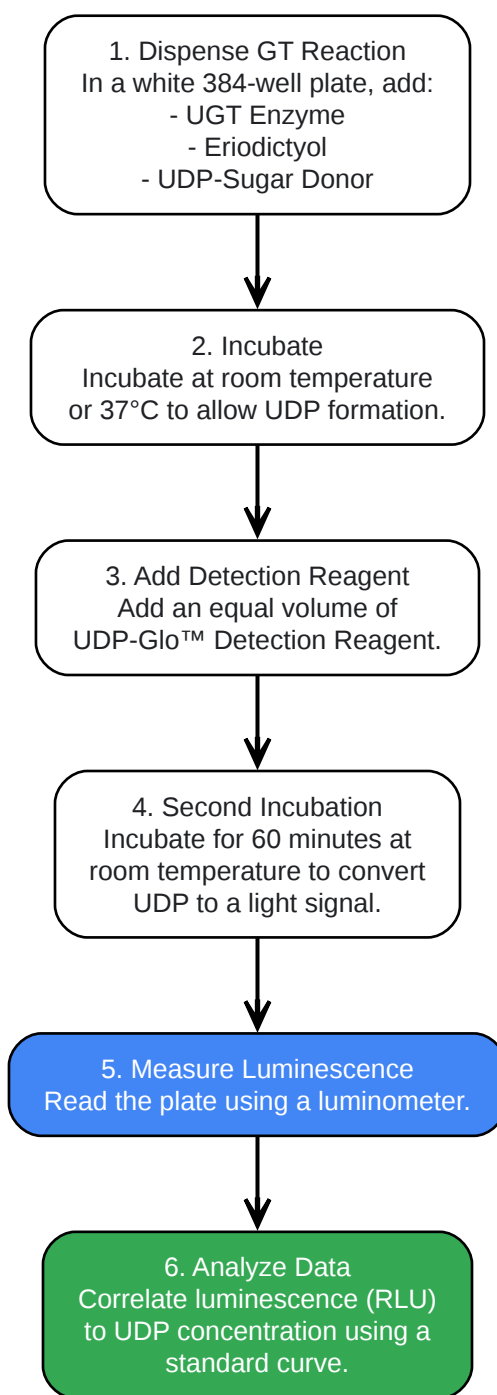 1. Dispense GT Reaction
In a white 384-well plate, add:
- UGT Enzyme
- Eriodictyol
- UDP-Sugar Donor
2. Incubate
Incubate at room temperature
or 37°C to allow UDP formation.
3. Add Detection Reagent
Add an equal volume of
UDP-Glo™ Detection Reagent.
4. Second Incubation
Incubate for 60 minutes at
room temperature to convert
UDP to a light signal.
5. Measure Luminescence
Read the plate using a luminometer.
6. Analyze Data
Correlate luminescence (RLU)
to UDP concentration using a
standard curve.